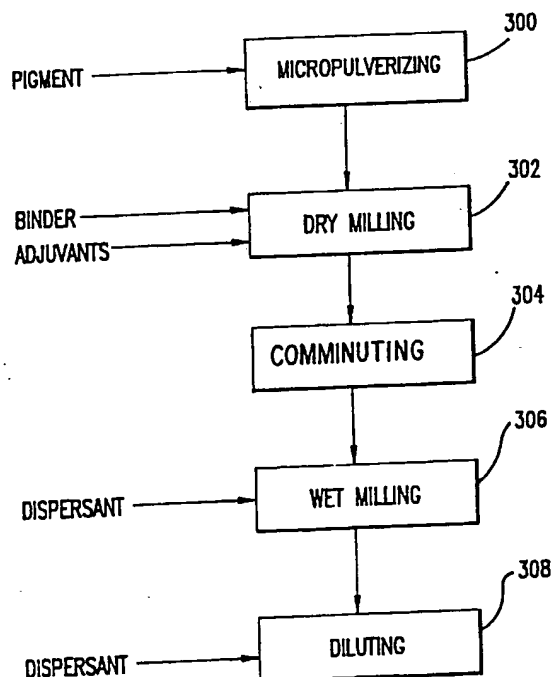 300
PIGMENT
MICROPULVERIZING
302
BINDER
ADJUVANTS
DRY MILLING
304
COMMINUTING
306
DISPERSANT
WET MILLING
308
DISPERSANT
DILUTING